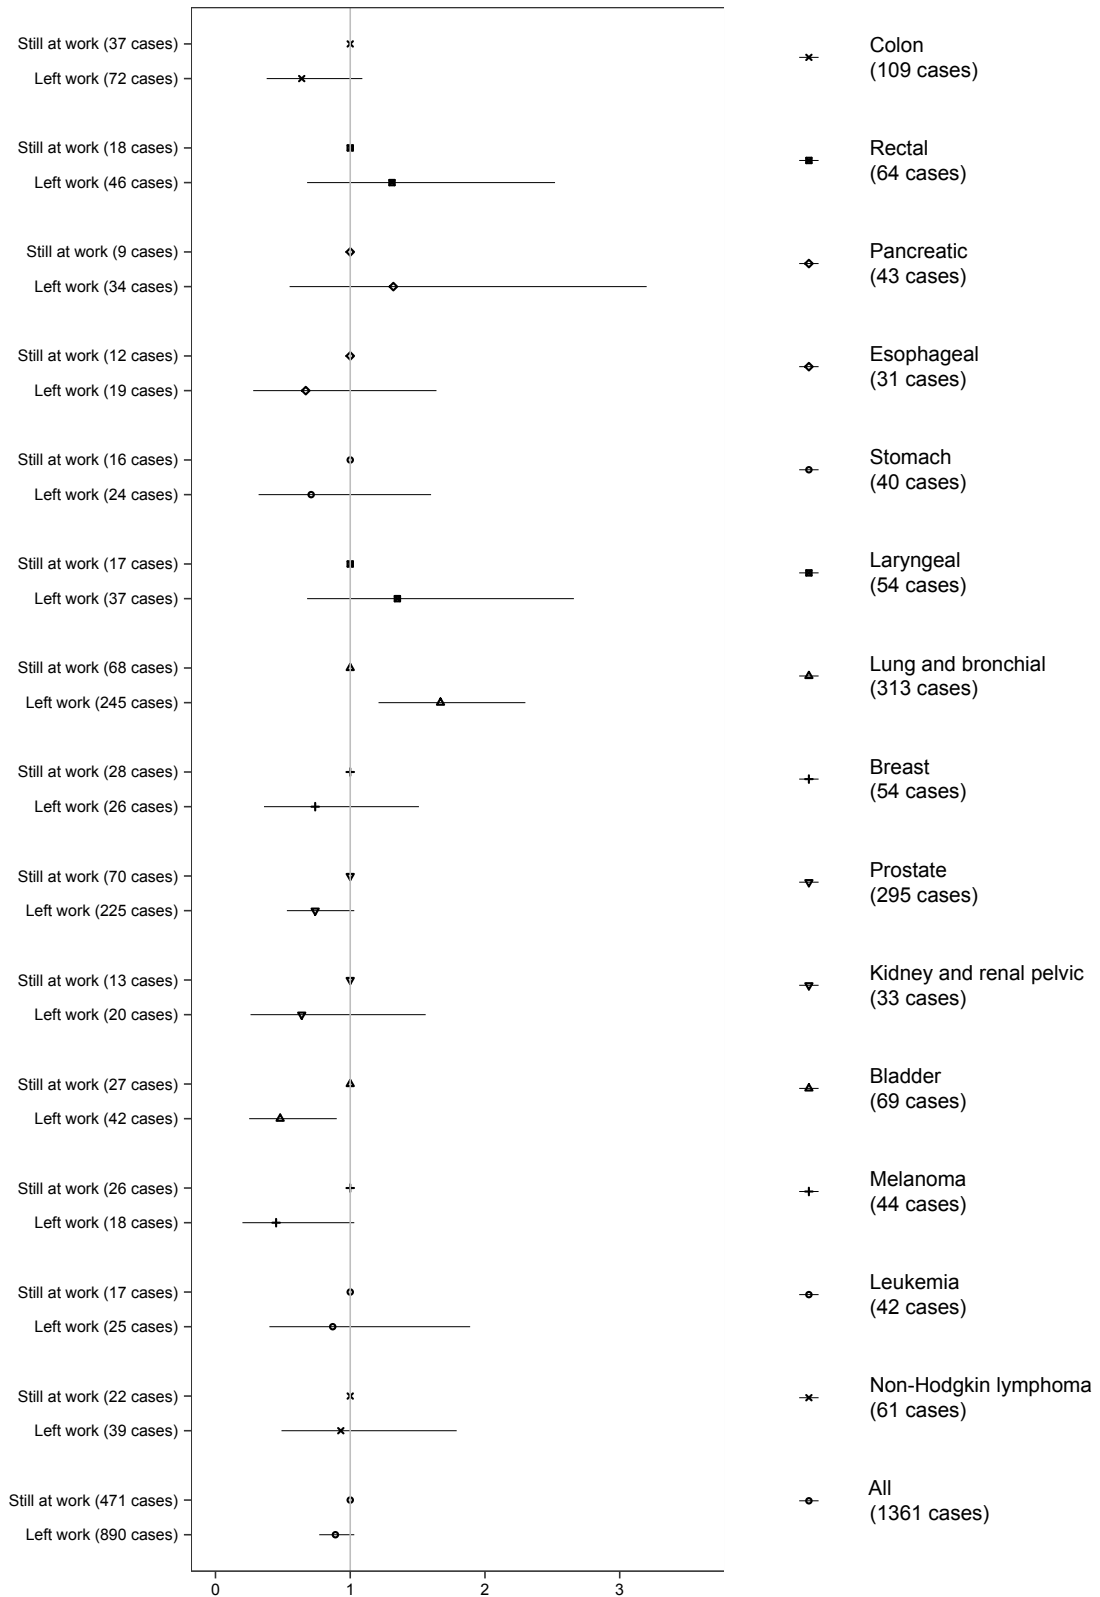 Still at work (37 cases)
Left work (72 cases)
Colon
(109 cases)
Still at work (18 cases)
Left work (46 cases)
Rectal
(64 cases)
Still at work (9 cases)
Left work (34 cases)
Pancreatic
(43 cases)
Still at work (12 cases)
Left work (19 cases)
Esophageal
(31 cases)
Still at work (16 cases)
Left work (24 cases)
Stomach
(40 cases)
Still at work (17 cases)
Left work (37 cases)
Laryngeal
(54 cases)
Still at work (68 cases)
Left work (245 cases)
Lung and bronchial
(313 cases)
Still at work (28 cases)
Left work (26 cases)
Breast
(54 cases)
Still at work (70 cases)
Left work (225 cases)
Prostate
(295 cases)
Still at work (13 cases)
Left work (20 cases)
Kidney and renal pelvic
(33 cases)
Still at work (27 cases)
Left work (42 cases)
Bladder
(69 cases)
Still at work (26 cases)
Left work (18 cases)
Melanoma
(44 cases)
Still at work (17 cases)
Left work (25 cases)
Leukemia
(42 cases)
Still at work (22 cases)
Left work (39 cases)
Non-Hodgkin lymphoma
(61 cases)
Still at work (471 cases)
Left work (890 cases)
All
(1361 cases)
0 1 2 3